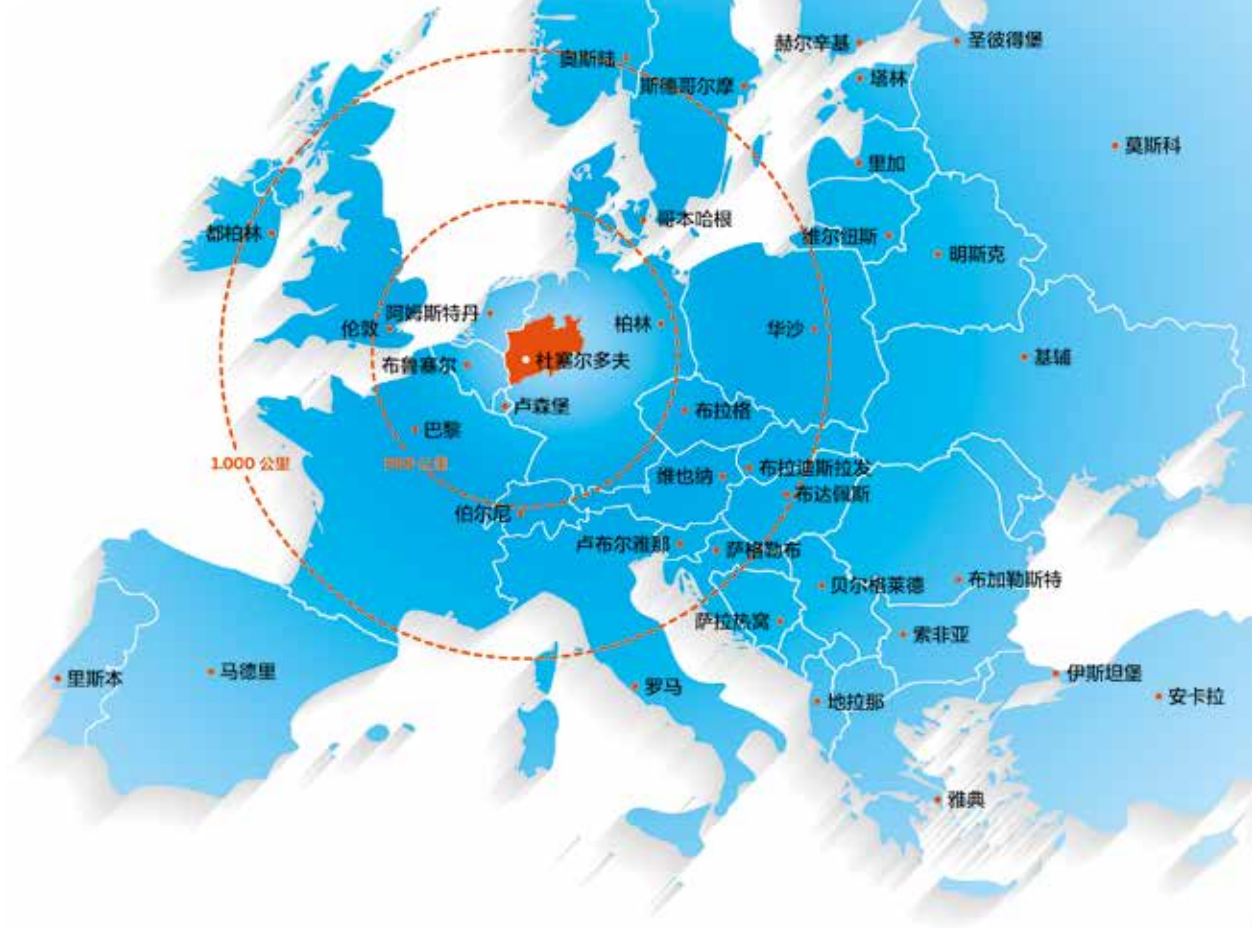 赫尔辛基
圣彼得堡
奥斯陆
塔林
斯德哥尔摩
莫斯科
里加
哥本哈根
都柏林
维尔纽斯
明斯克
阿姆斯特丹
伦敦
柏林
华沙
布鲁塞尔
杜塞尔多夫
基辅
卢森堡
布拉格
巴黎
1.000 公里
公里
布拉迪斯拉发
维也纳
布达佩斯
伯尔尼
卢布尔雅那
萨格勒布
贝尔格莱德
布加勒斯特
萨拉热窝
索非亚
里斯本
马德里
罗马
地拉那
伊斯坦堡
安卡拉
雅典